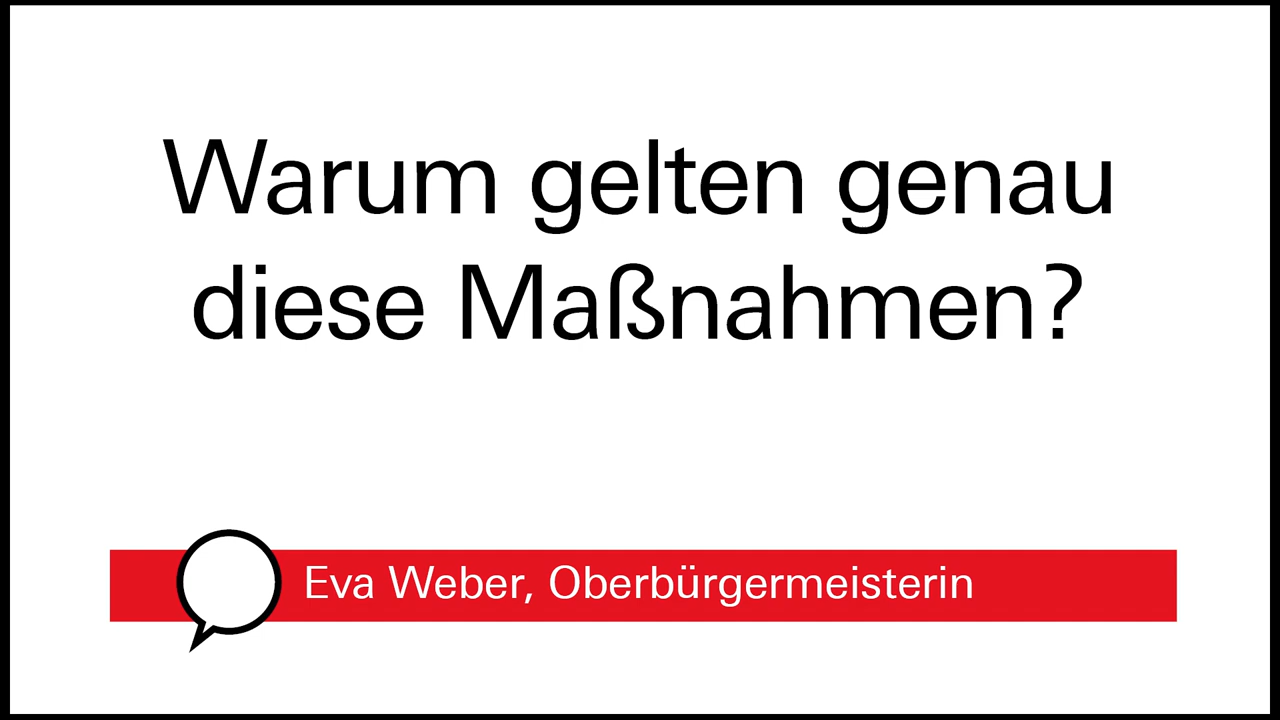 Warum gelten genau
diese Maßnahmen?
Eva Weber, Oberbürgermeisterin